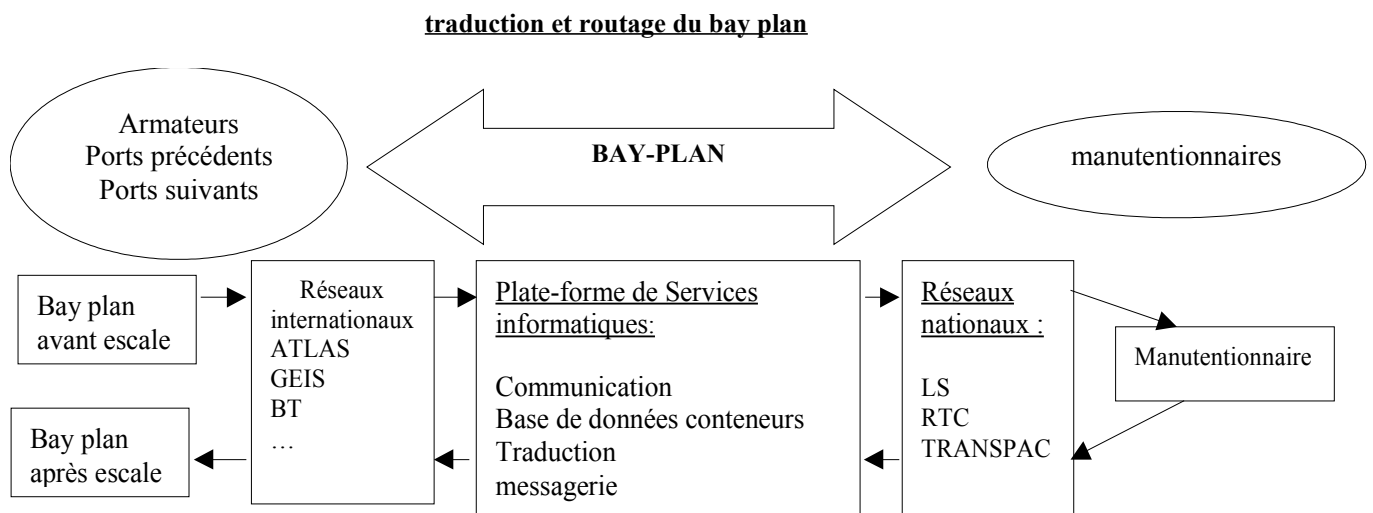 traduction et routage du bay plan
Armateurs
Ports précédents
Ports suivants
BAY-PLAN
manutentionnaires
Bay plan
avant escale
Bay plan
après escale
Réseaux
internationaux
ATLAS
GEIS
BT
…
Plate-forme de Services
informatiques:
Communication
Base de données conteneurs
Traduction
messagerie
Réseaux
nationaux :
LS
RTC
TRANSPAC
Manutentionnaire